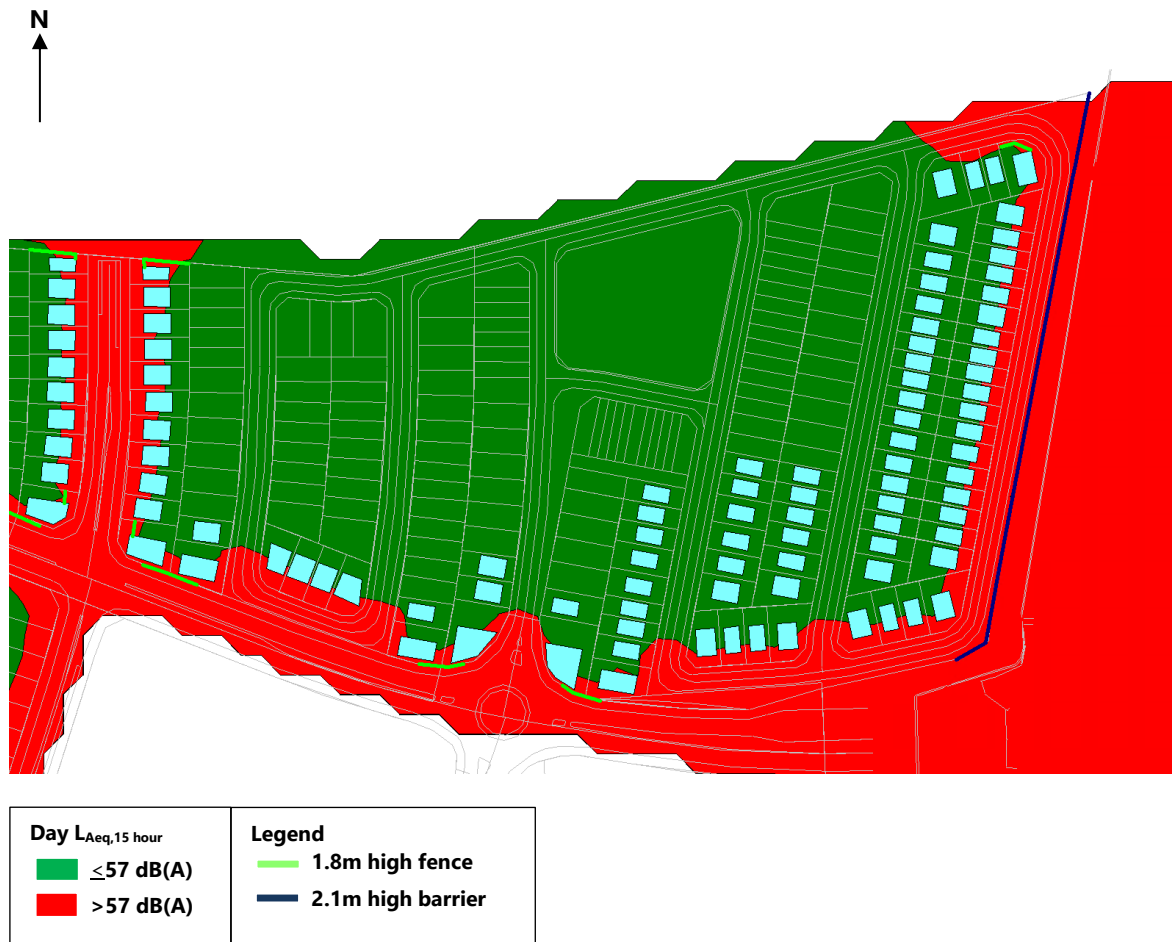 N
Day LAeq,15 hour
≤57 dB(A)
>57 dB(A)
Legend
1.8m high fence
2.1m high barrier